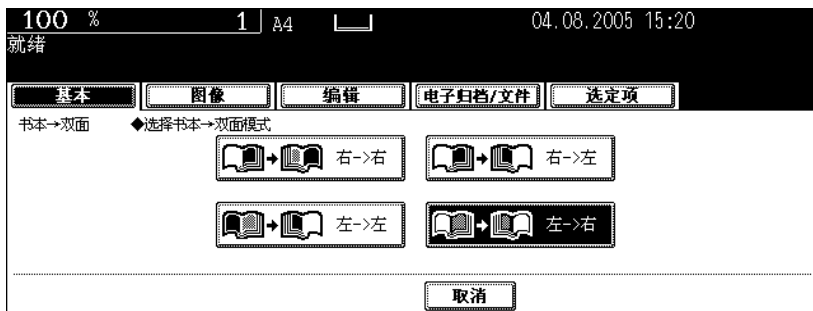 100 % 1 A4 04.08.2005 15:20
就绪
基本 图像 编辑 电子归档/文件 选定项
书本→双面 ◆选择书本→双面模式
右->右 右->左
左->左 左->右
取消